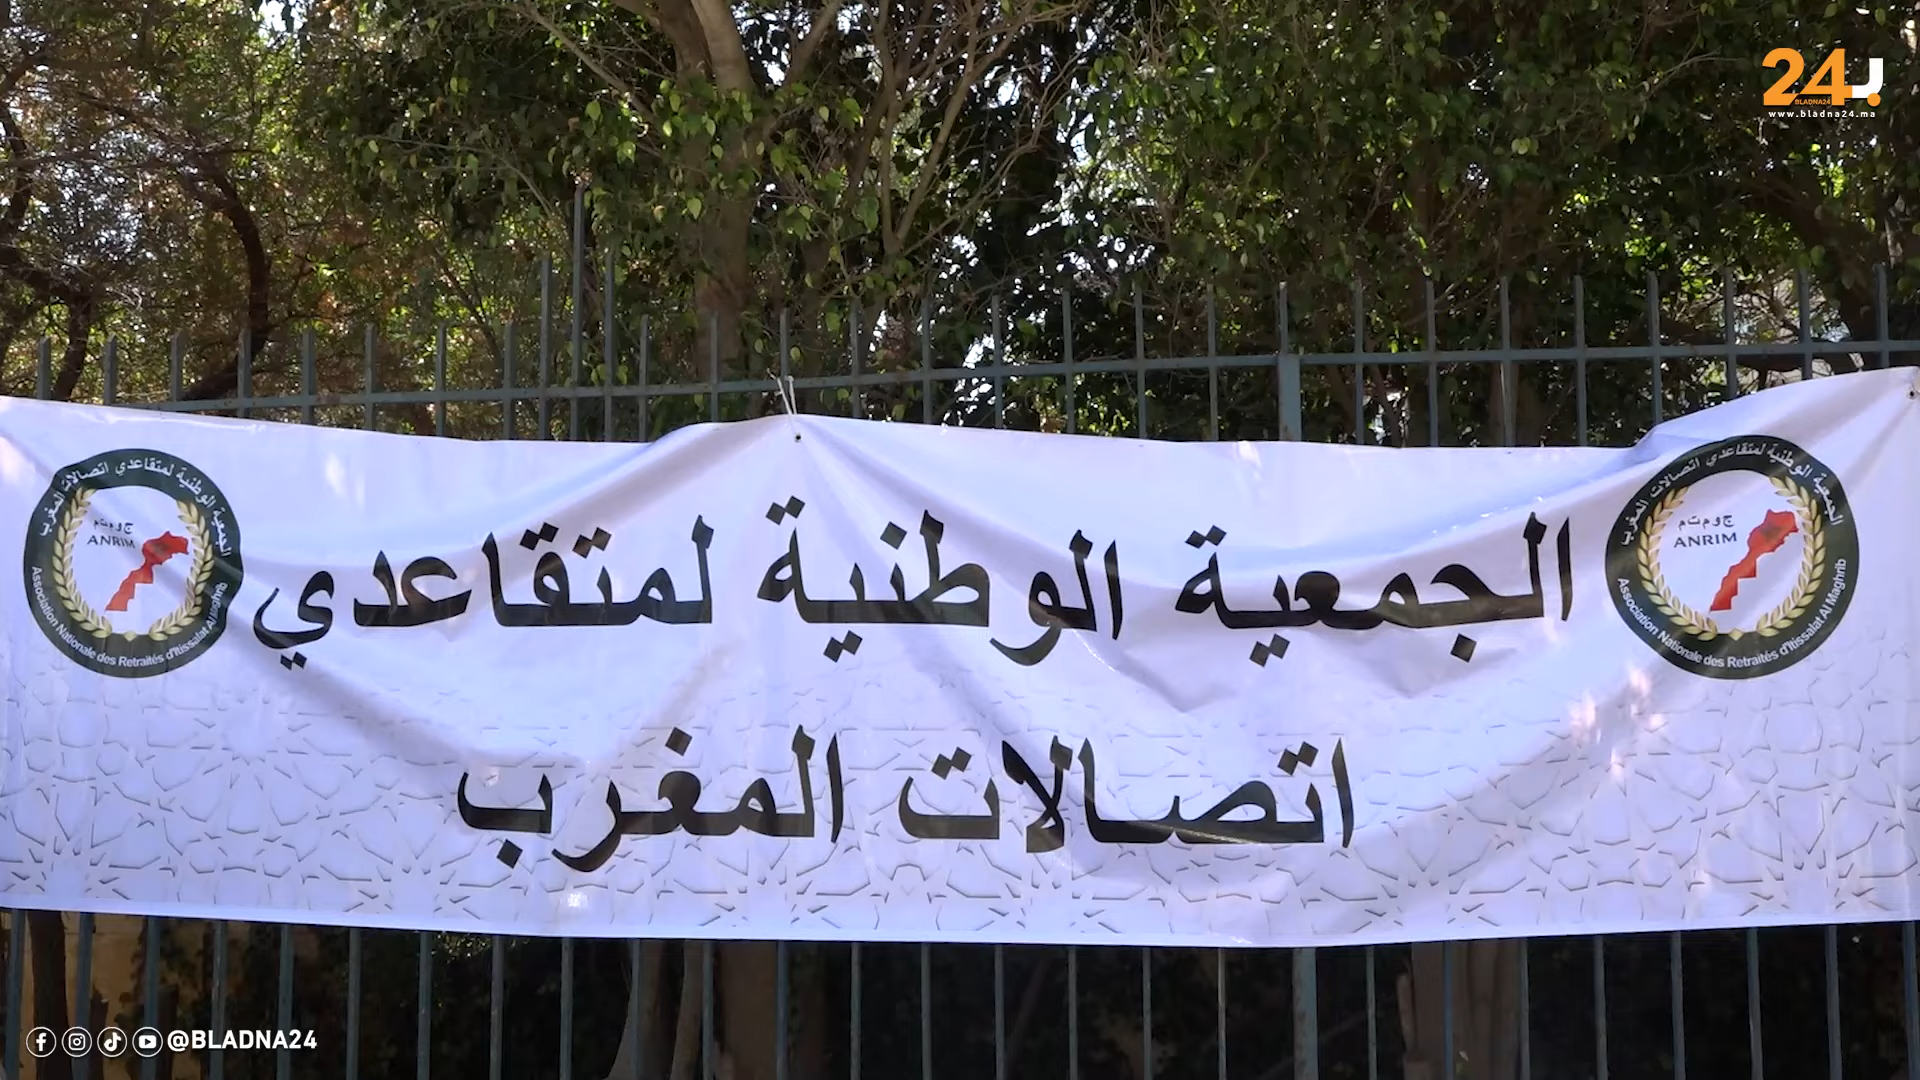 24ب
BLADNA24
www.bladna24.ma
الجمعية الوطنية لمتقاعدي
اتصالات المغرب
الجمعية الوطنية لمتقاعدي اتصالات المغرب
ج و م ت م
ANRIM
Association Nationale des Retraités d'Itissalat Al Maghrib
الجمعية الوطنية لمتقاعدي اتصالات المغرب
ج و م ت م
ANRIM
Association Nationale des Retraités d'Itissalat Al Maghrib
@BLADNA24